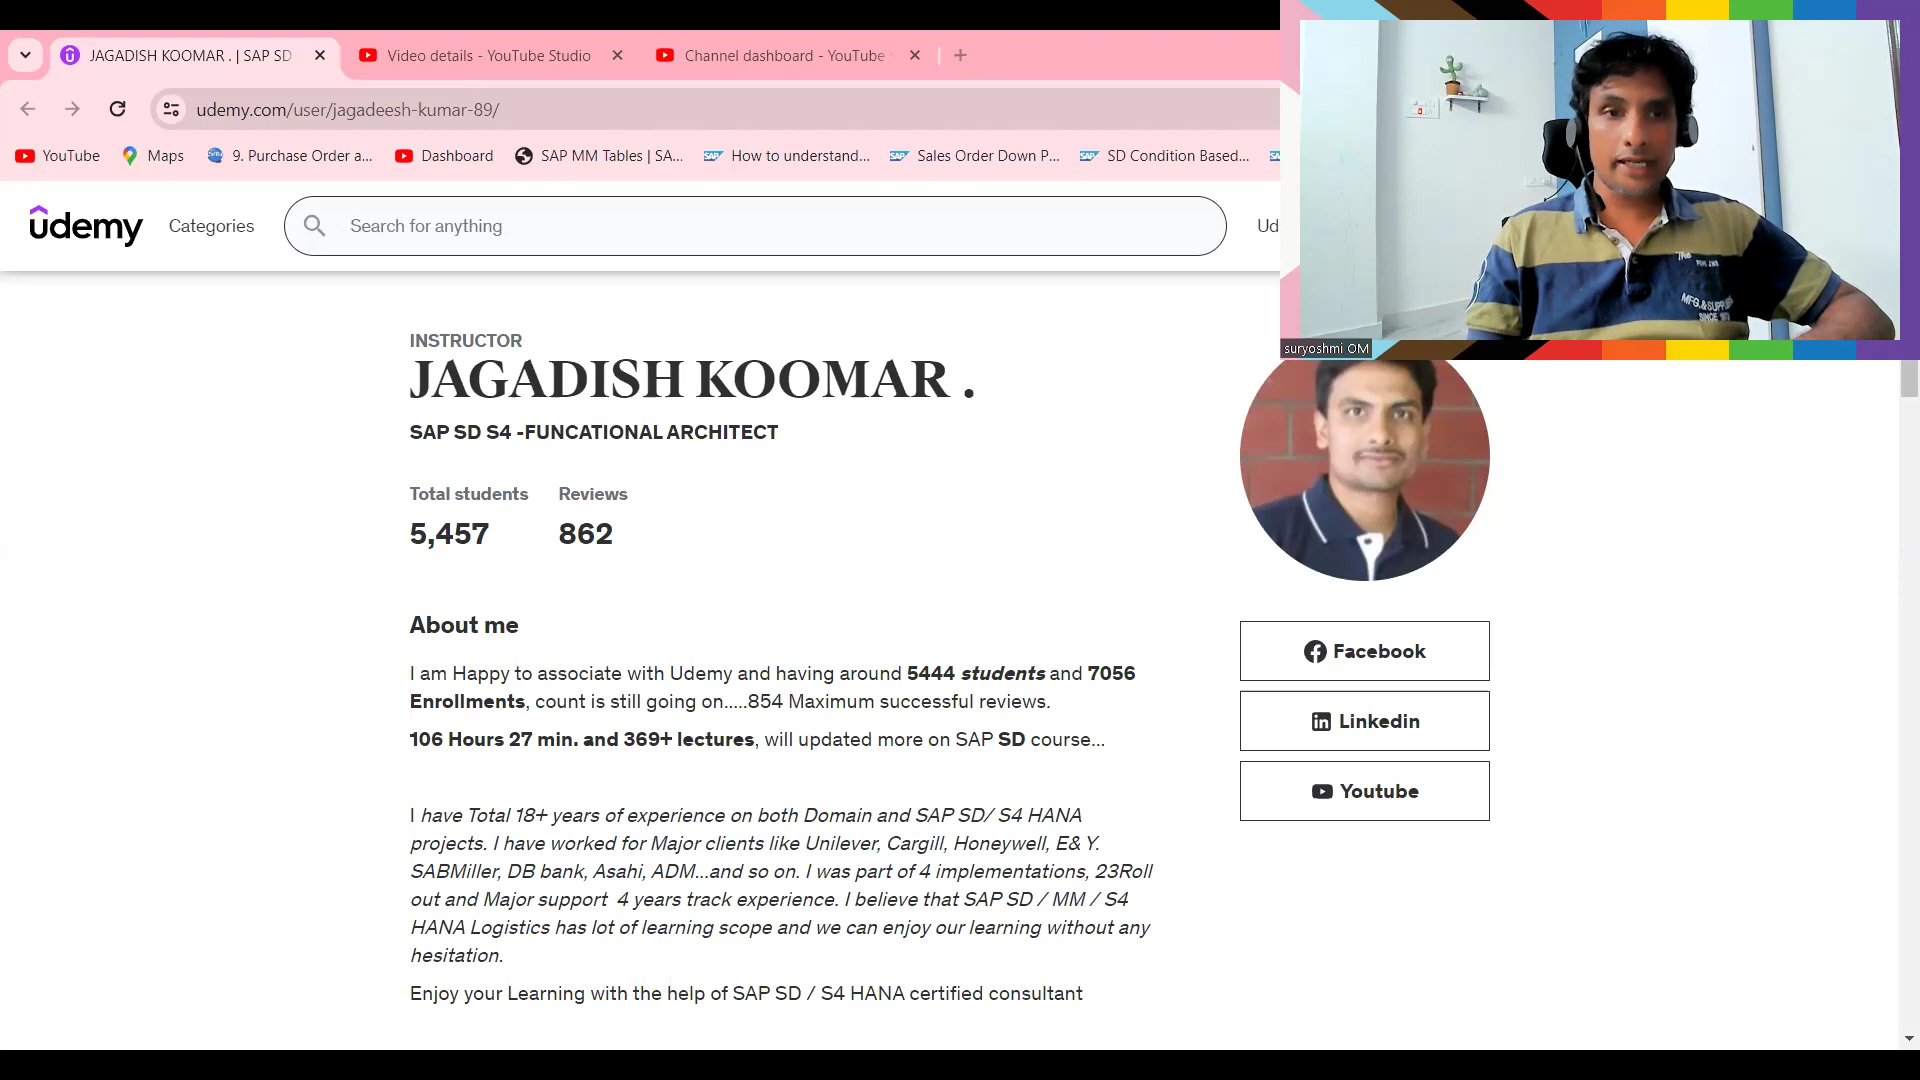 JAGADISH KOOMAR . | SAP SD
Video details - YouTube Studio
Channel dashboard - YouTube
udemy.com/user/jagadeesh-kumar-89/
YouTube
Maps
9. Purchase Order a...
Dashboard
SAP MM Tables | SA...
How to understand...
Sales Order Down P...
SD Condition Based...
udemy
Categories
Search for anything
Ud
MFG.& SUPP
SINCE
suryoshmi OM
INSTRUCTOR
JAGADISH KOOMAR .
SAP SD S4 -FUNCATIONAL ARCHITECT
Total students
Reviews
5,457
862
About me
I am Happy to associate with Udemy and having around 5444 students and 7056
Enrollments, count is still going on.....854 Maximum successful reviews.
106 Hours 27 min. and 369+ lectures, will updated more on SAP SD course...
I have Total 18+ years of experience on both Domain and SAP SD/ S4 HANA
projects. I have worked for Major clients like Unilever, Cargill, Honeywell, E& Y.
SABMiller, DB bank, Asahi, ADM...and so on. I was part of 4 implementations, 23Roll
out and Major support 4 years track experience. I believe that SAP SD / MM / S4
HANA Logistics has lot of learning scope and we can enjoy our learning without any
hesitation.
Enjoy your Learning with the help of SAP SD / S4 HANA certified consultant
Facebook
Linkedin
Youtube